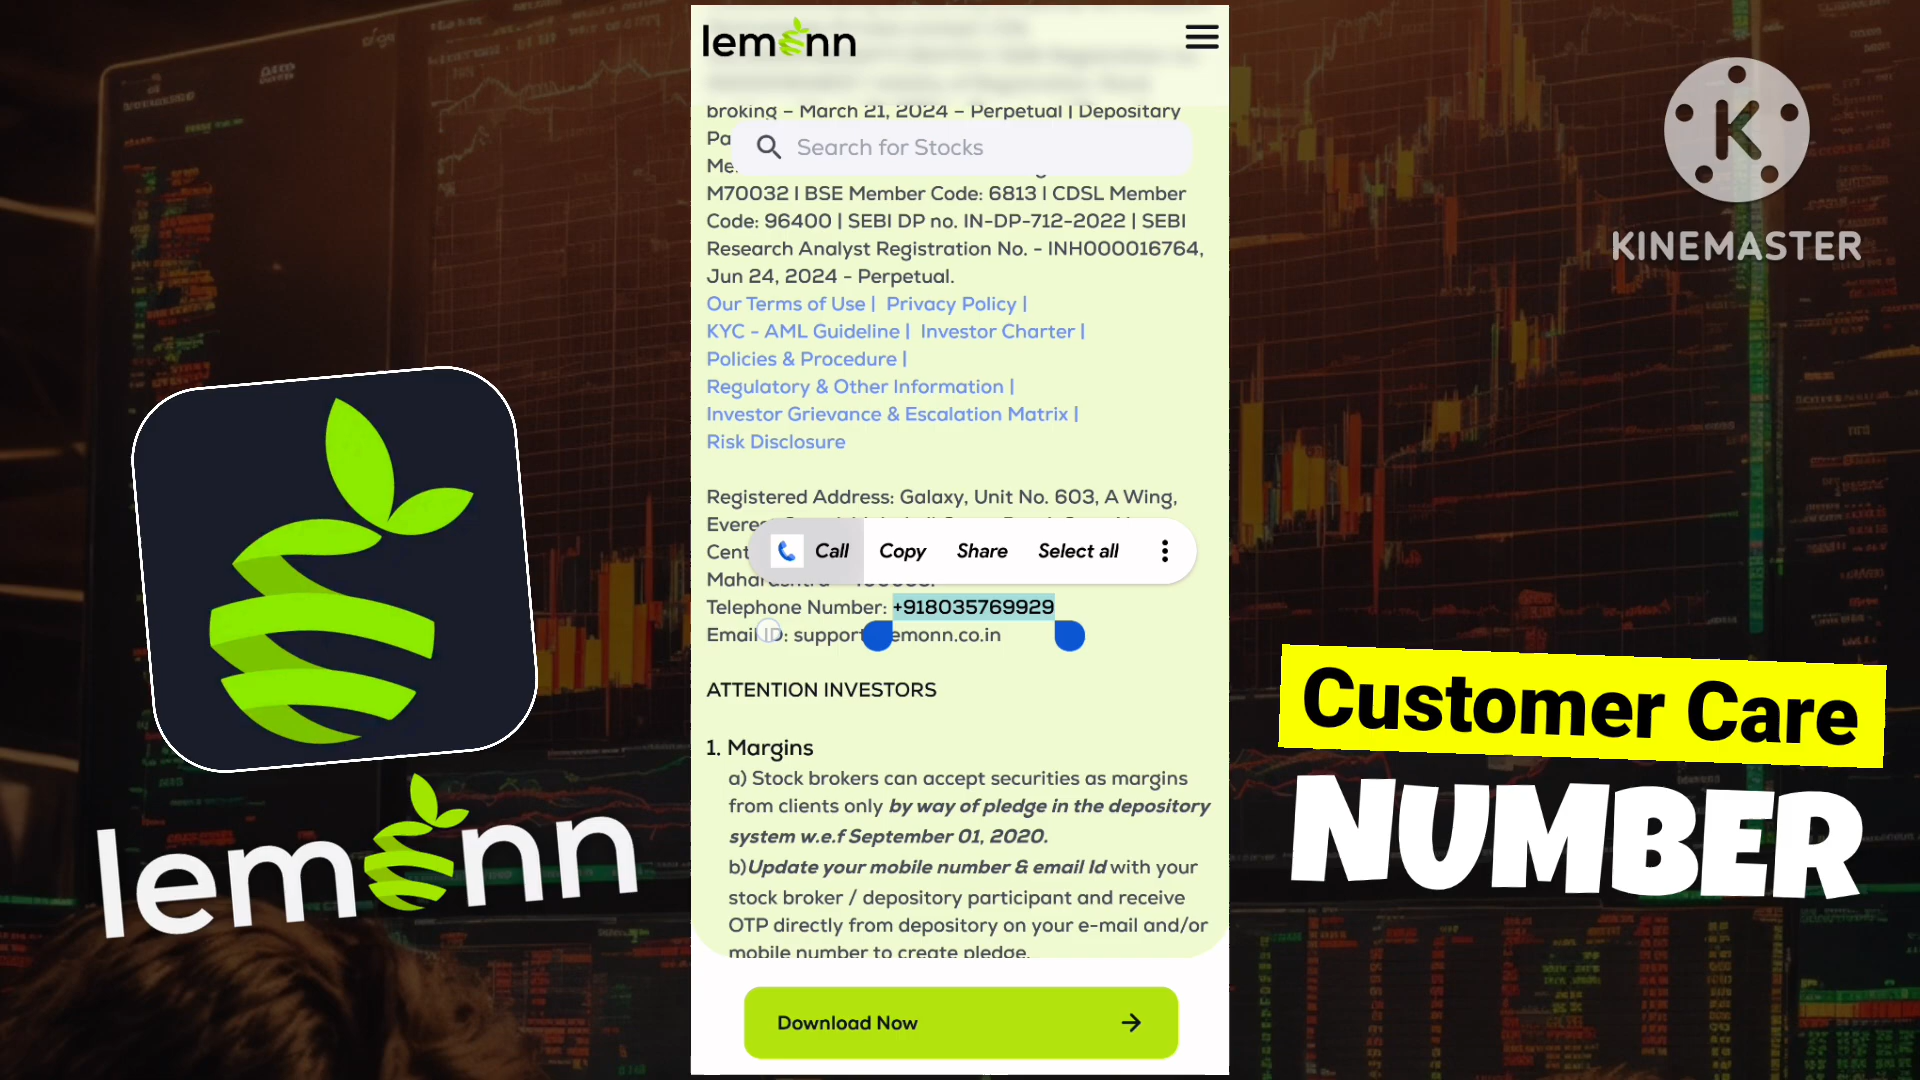 lemonn
broking – March 21, 2024 – Perpetual | Depositary
Pa
Search for Stocks
Me
M70032 | BSE Member Code: 6813 | CDSL Member
Code: 96400 | SEBI DP no. IN-DP-712-2022 | SEBI
Research Analyst Registration No. - INH000016764,
Jun 24, 2024 - Perpetual.
Our Terms of Use | Privacy Policy |
KYC - AML Guideline | Investor Charter |
Policies & Procedure |
Regulatory & Other Information |
Investor Grievance & Escalation Matrix |
Risk Disclosure
Registered Address: Galaxy, Unit No. 603, A Wing,
Everes
Cent
Call Copy Share Select all
Telephone Number: +918035769929
Email ID: support emonn.co.in
ATTENTION INVESTORS
1. Margins
a) Stock brokers can accept securities as margins
from clients only by way of pledge in the depository
system w.e.f September 01, 2020.
b)Update your mobile number & email Id with your
stock broker / depository participant and receive
OTP directly from depository on your e-mail and/or
mobile number to create pledge.
Download Now
lemonn
K
KINEMASTER
Customer Care
NUMBER